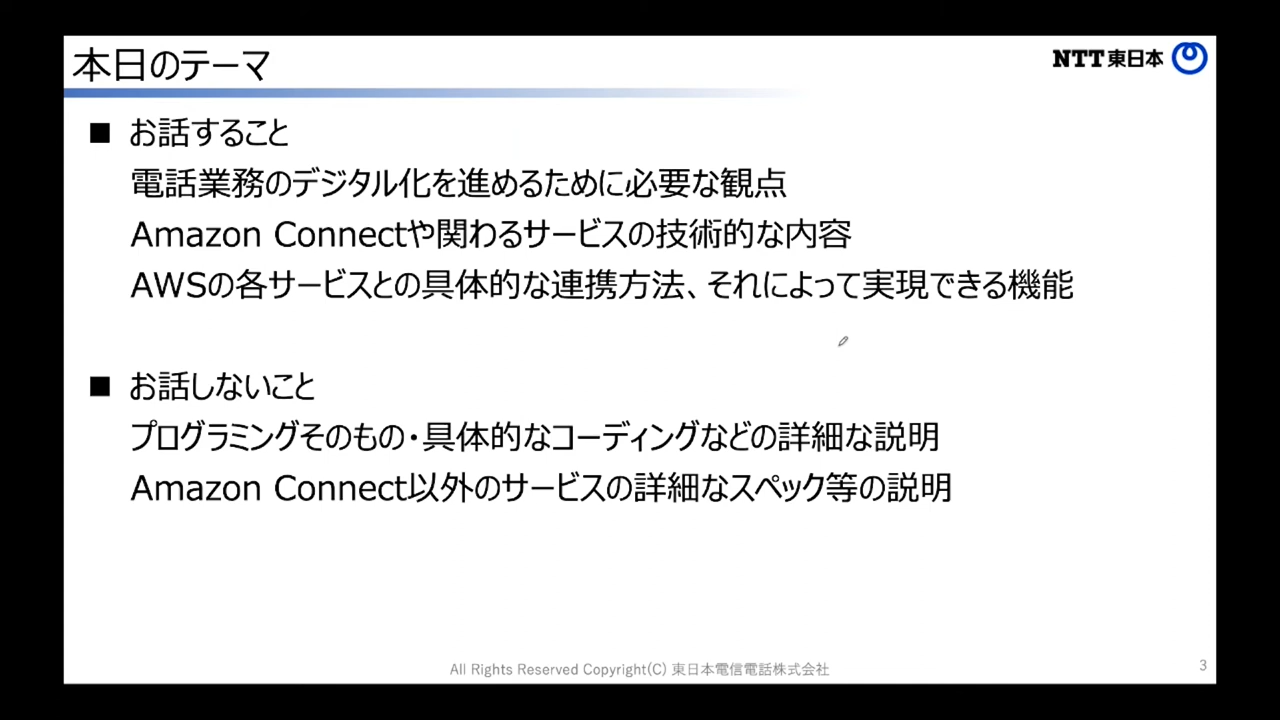 本日のテーマ
NTT東日本
■ お話すること
電話業務のデジタル化を進めるために必要な観点
Amazon Connectや関わるサービスの技術的な内容
AWSの各サービスとの具体的な連携方法、それによって実現できる機能
■ お話しないこと
プログラミングそのもの・具体的なコーディングなどの詳細な説明
Amazon Connect以外のサービスの詳細なスペック等の説明
All Rights Reserved Copyright(C) 東日本電信電話株式会社
3